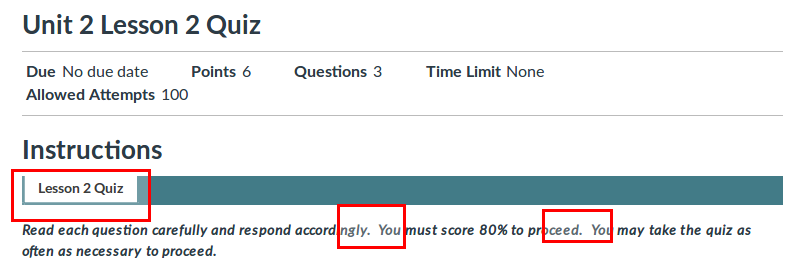 Unit 2 Lesson 2 Quiz
Due No due date Points 6 Questions 3 Time Limit None
Allowed Attempts 100
Instructions
Lesson 2 Quiz
Read each question carefully and respond accordingly.  You must score 80% to proceed.  You may take the quiz as
often as necessary to proceed.